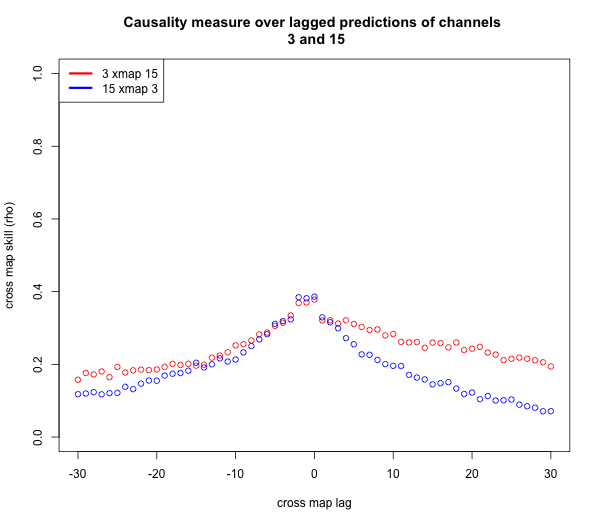 Causality measure over lagged predictions of channels
3 and 15
3 xmap 15
15 xmap 3
cross map skill (rho)
1.0
0.8
0.6
0.4
0.2
0.0
-30 -20 -10 0 10 20 30
cross map lag